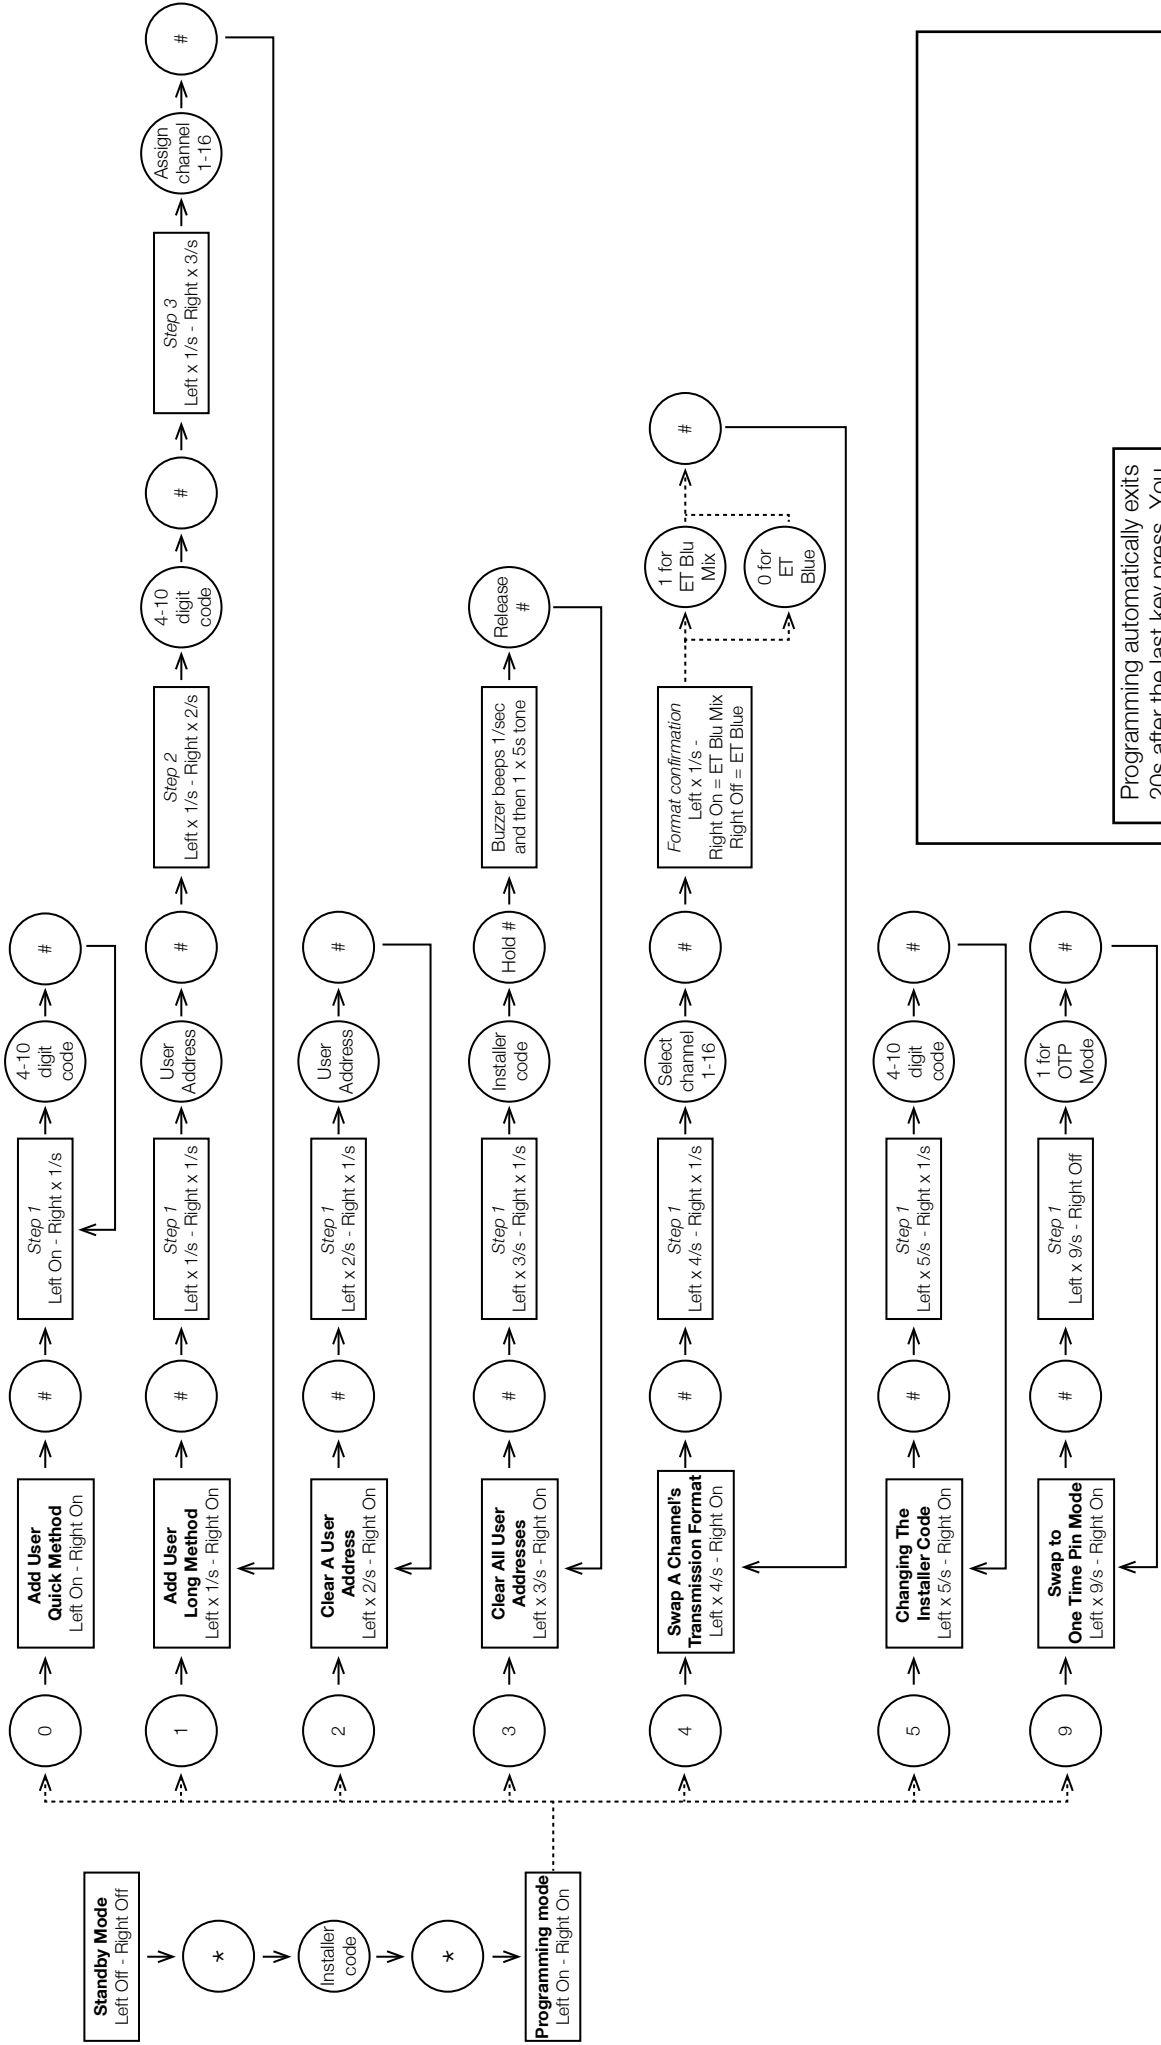 Standby Mode
Left Off - Right Off
*
Installer
code
*
Programming mode
Left On - Right On
0
Add User
Quick Method
Left On - Right On
#
Step 1
Left On - Right x 1/s
4-10
digit
code
#
1
Add User
Long Method
Left x 1/s - Right On
#
Step 1
Left x 1/s - Right x 1/s
User
Address
#
Step 2
Left x 1/s - Right x 2/s
4-10
digit
code
#
Step 3
Left x 1/s - Right x 3/s
Assign
channel
1-16
#
2
Clear A User
Address
Left x 2/s - Right On
#
Step 1
Left x 2/s - Right x 1/s
User
Address
#
3
Clear All User
Addresses
Left x 3/s - Right On
#
Step 1
Left x 3/s - Right x 1/s
Installer
code
Hold #
Buzzer beeps 1/sec
and then 1 x 5s tone
Release
#
4
Swap A Channel's
Transmission Format
Left x 4/s - Right On
#
Step 1
Left x 4/s - Right x 1/s
Select
channel
1-16
#
Format confirmation
Left x 1/s -
Right On = ET Blu Mix
Right Off = ET Blue
1 for
ET Blu
Mix
0 for
ET
Blue
#
5
Changing The
Installer Code
Left x 5/s - Right On
#
Step 1
Left x 5/s - Right x 1/s
4-10
digit
code
#
9
Swap to
One Time Pin Mode
Left x 9/s - Right On
#
Step 1
Left x 9/s - Right Off
1 for
OTP
Mode
#
Programming automatically exits
20s after the last key press. You